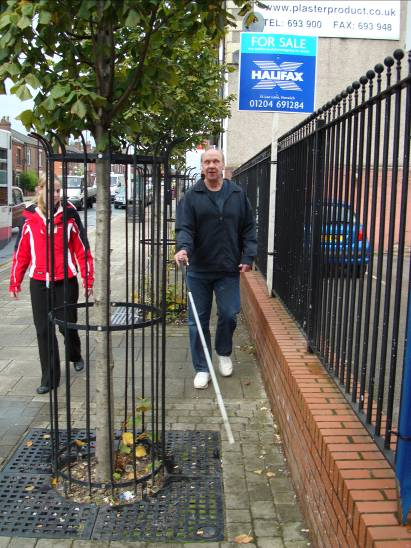 www.plasterproduct.co.uk
TEL: 693 900 FAX: 693 948
FOR SALE
HALIFAX
01204 691284